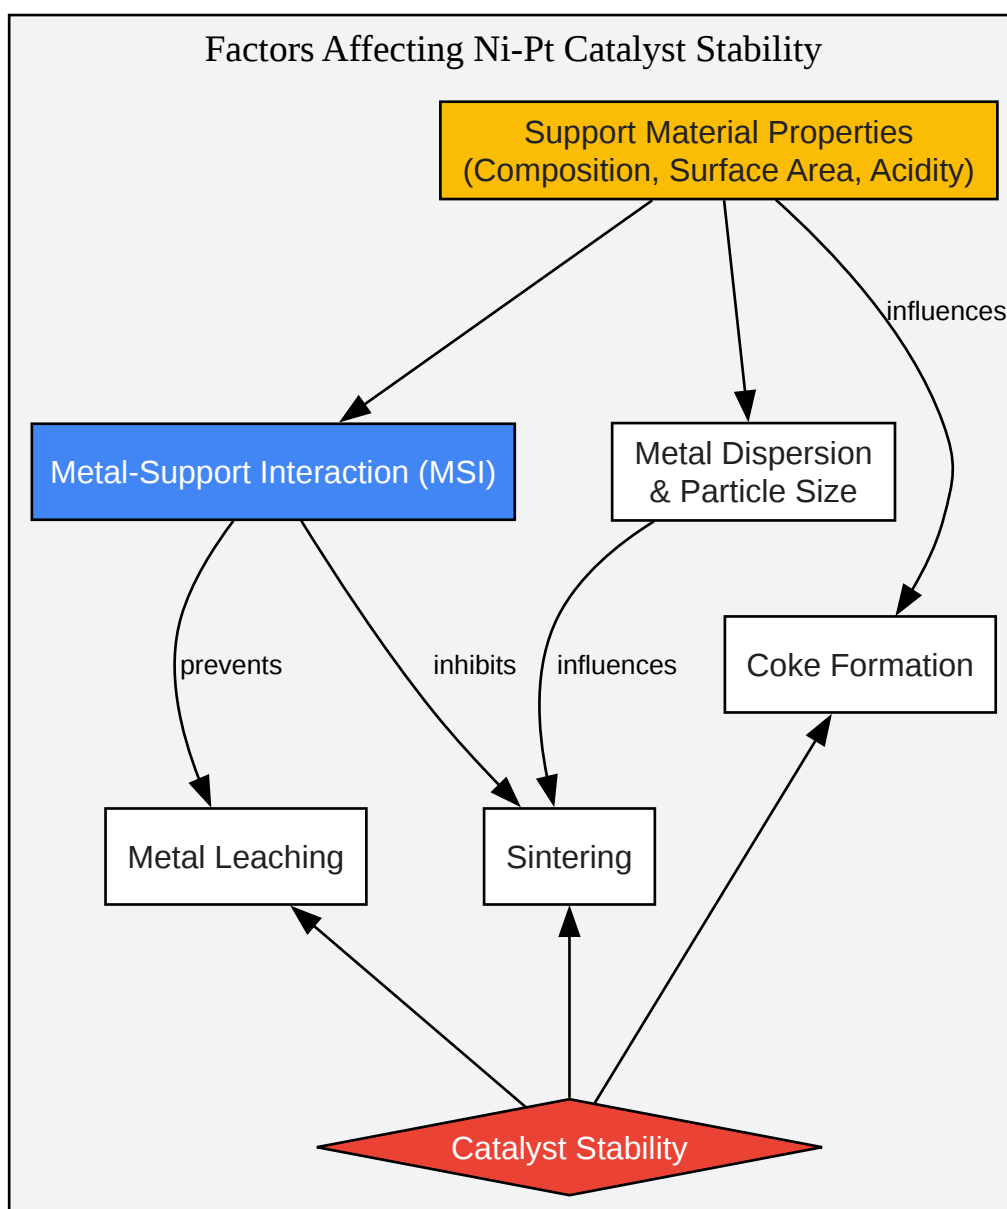 Factors Affecting Ni-Pt Catalyst Stability
Support Material Properties
(Composition, Surface Area, Acidity)
influences
Metal-Support Interaction (MSI)
Metal Dispersion
& Particle Size
prevents
inhibits
influences
Coke Formation
Metal Leaching
Sintering
Catalyst Stability